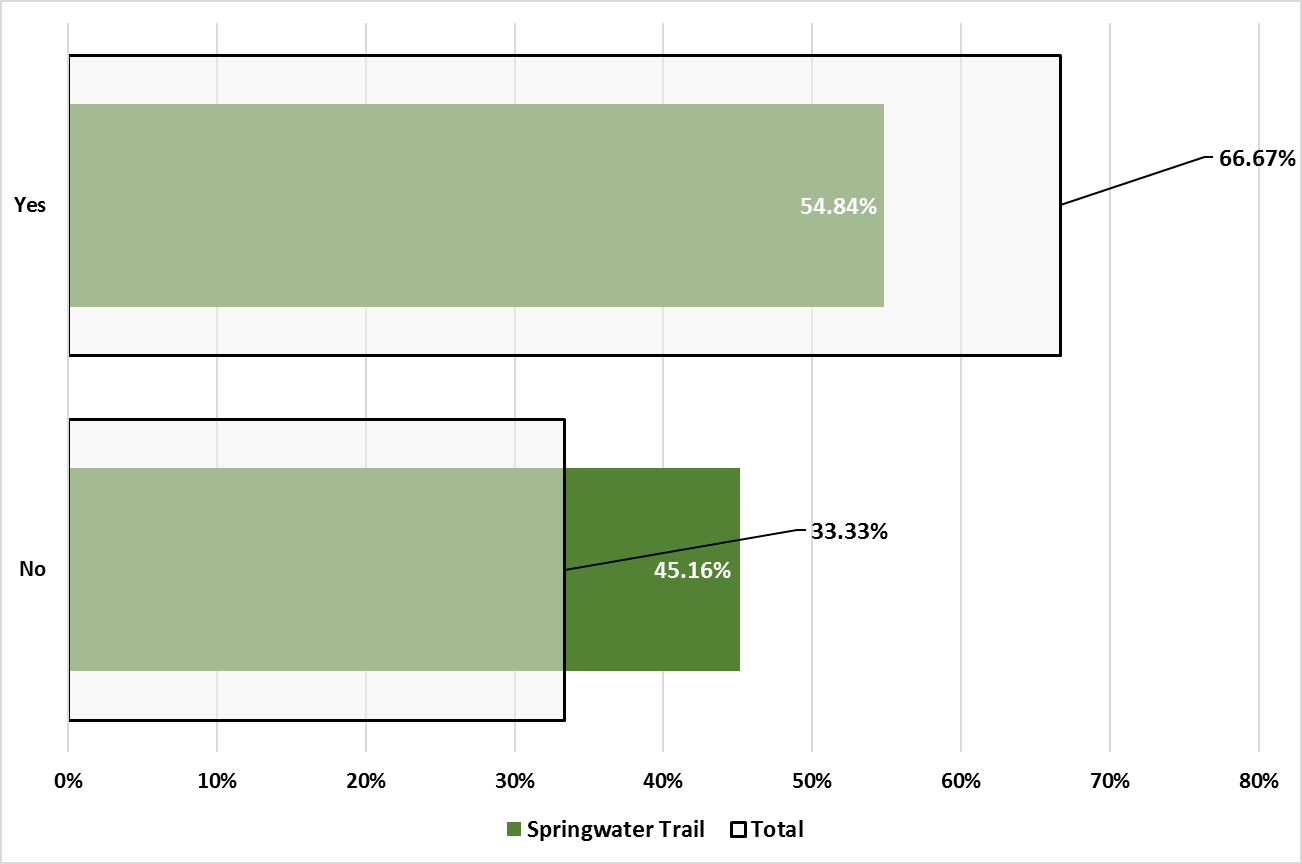 66.67%
Yes
54.84%
33.33%
No
45.16%
0% 10% 20% 30% 40% 50% 60% 70% 80%
Springwater Trail Total